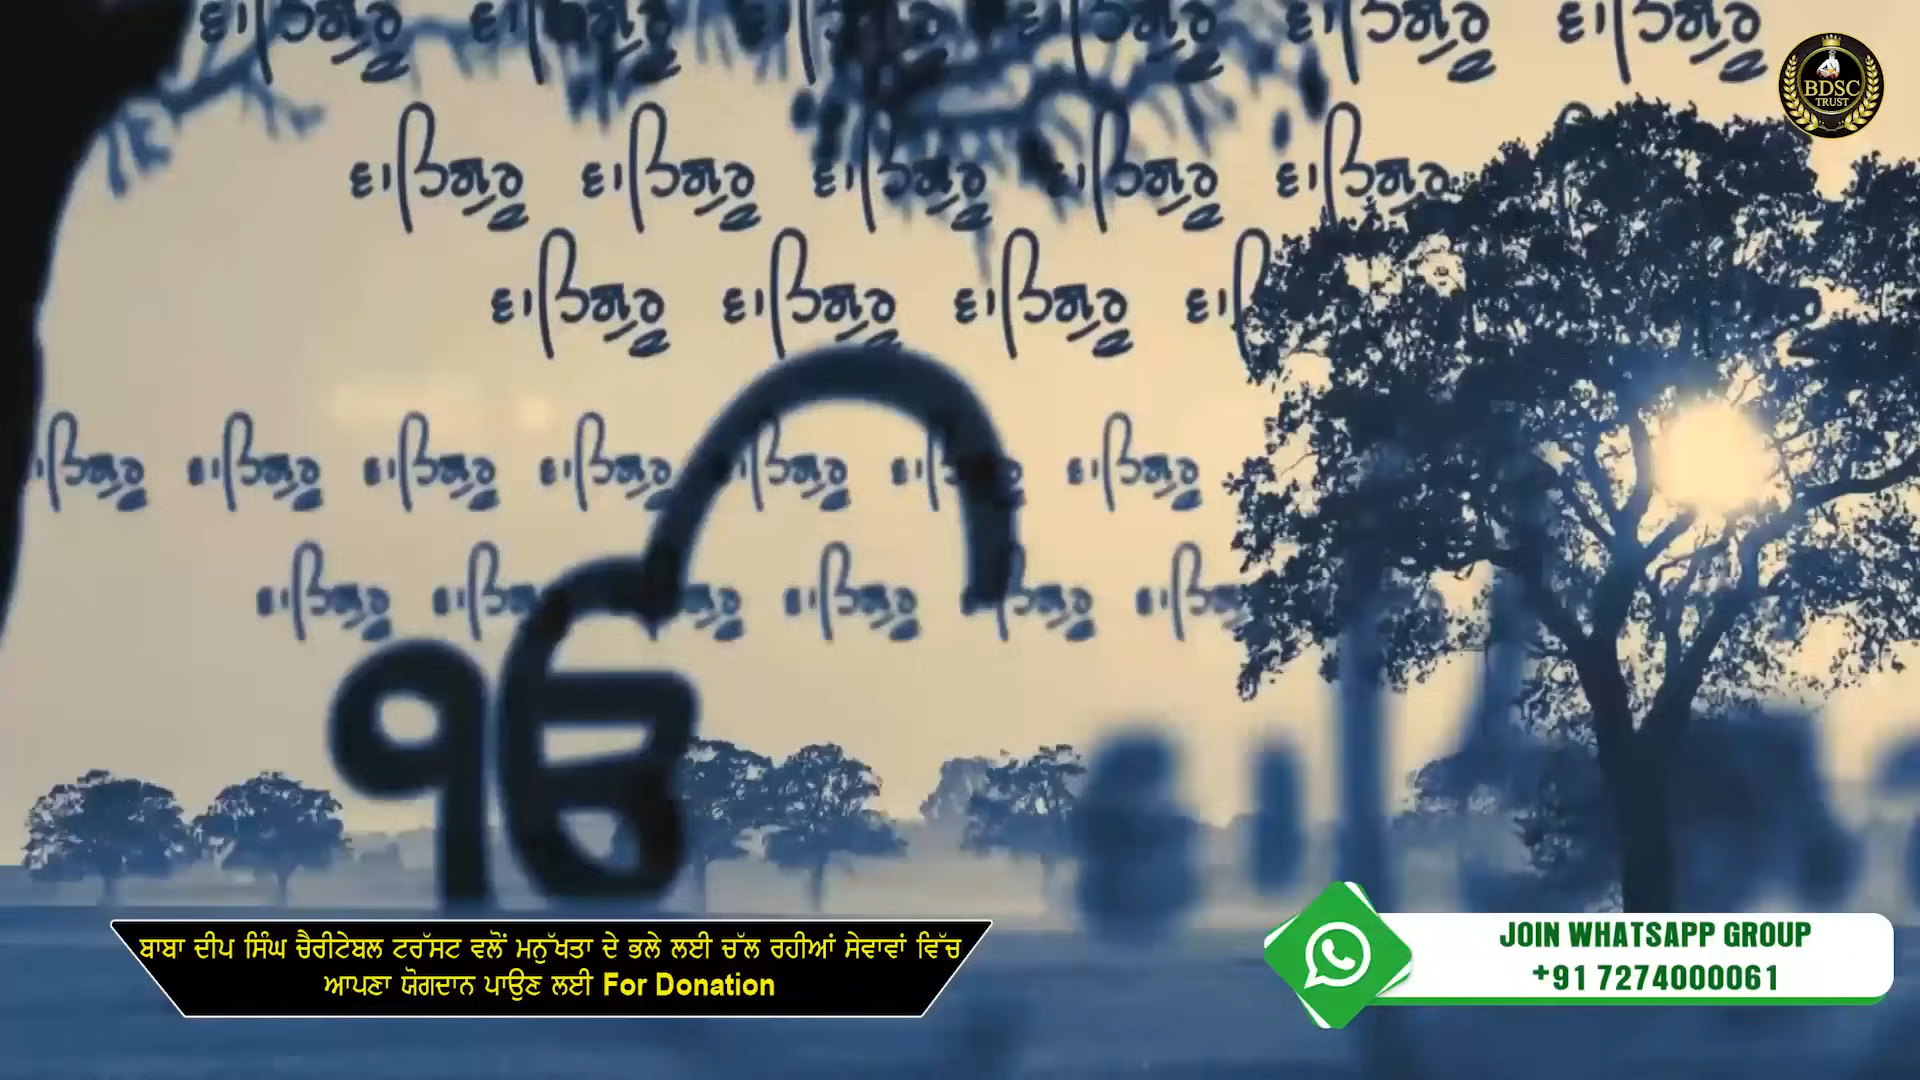 ਵਾਹਿਗੁਰੂ ਵਾਹਿਗੁਰੂ ਵਾਹਿਗੁਰੂ ਵਾਹਿਗੁਰੂ ਵਾਹਿਗੁਰੂ ਵਾਹਿਗੁਰੂ
BDSC
TRUST
ਵਾਹਿਗੁਰੂ ਵਾਹਿਗੁਰੂ ਵਾਹਿਗੁਰੂ ਵਾਹਿਗੁਰੂ ਵਾਹਿਗੁਰੂ
ਵਾਹਿਗੁਰੂ ਵਾਹਿਗੁਰੂ ਵਾਹਿਗੁਰੂ
ਵਾਹਿਗੁਰੂ ਵਾਹਿਗੁਰੂ ਵਾਹਿਗੁਰੂ ਵਾਹਿਗੁਰੂ ਵਾਹਿਗੁਰੂ ਵਾਹਿਗੁਰੂ ਵਾਹਿਗੁਰੂ
ਵਾਹਿਗੁਰੂ ਵਾਹਿਗੁਰੂ ਵਾਹਿਗੁਰੂ ਵਾਹਿਗੁਰੂ ਵਾਹਿਗੁਰੂ ਵਾਹਿਗੁਰੂ
ੴ
ਬਾਬਾ ਦੀਪ ਸਿੰਘ ਚੈਰੀਟੇਬਲ ਟਰੱਸਟ ਵਲੋਂ ਮਨੁੱਖਤਾ ਦੇ ਭਲੇ ਲਈ ਚੱਲ ਰਹੀਆਂ ਸੇਵਾਵਾਂ ਵਿੱਚ
ਆਪਣਾ ਯੋਗਦਾਨ ਪਾਉਣ ਲਈ For Donation
JOIN WHATSAPP GROUP
+91 7274000061